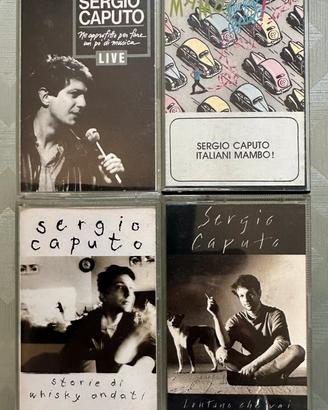 SERGIO
CAPUTO
Ne approfitto per fare
un po' di musica
LIVE
SERGIO CAPUTO
ITALIANI MAMBO!
sergio
caputo
storie di
whisky andati
Sergio
Caputo
lontano che vai